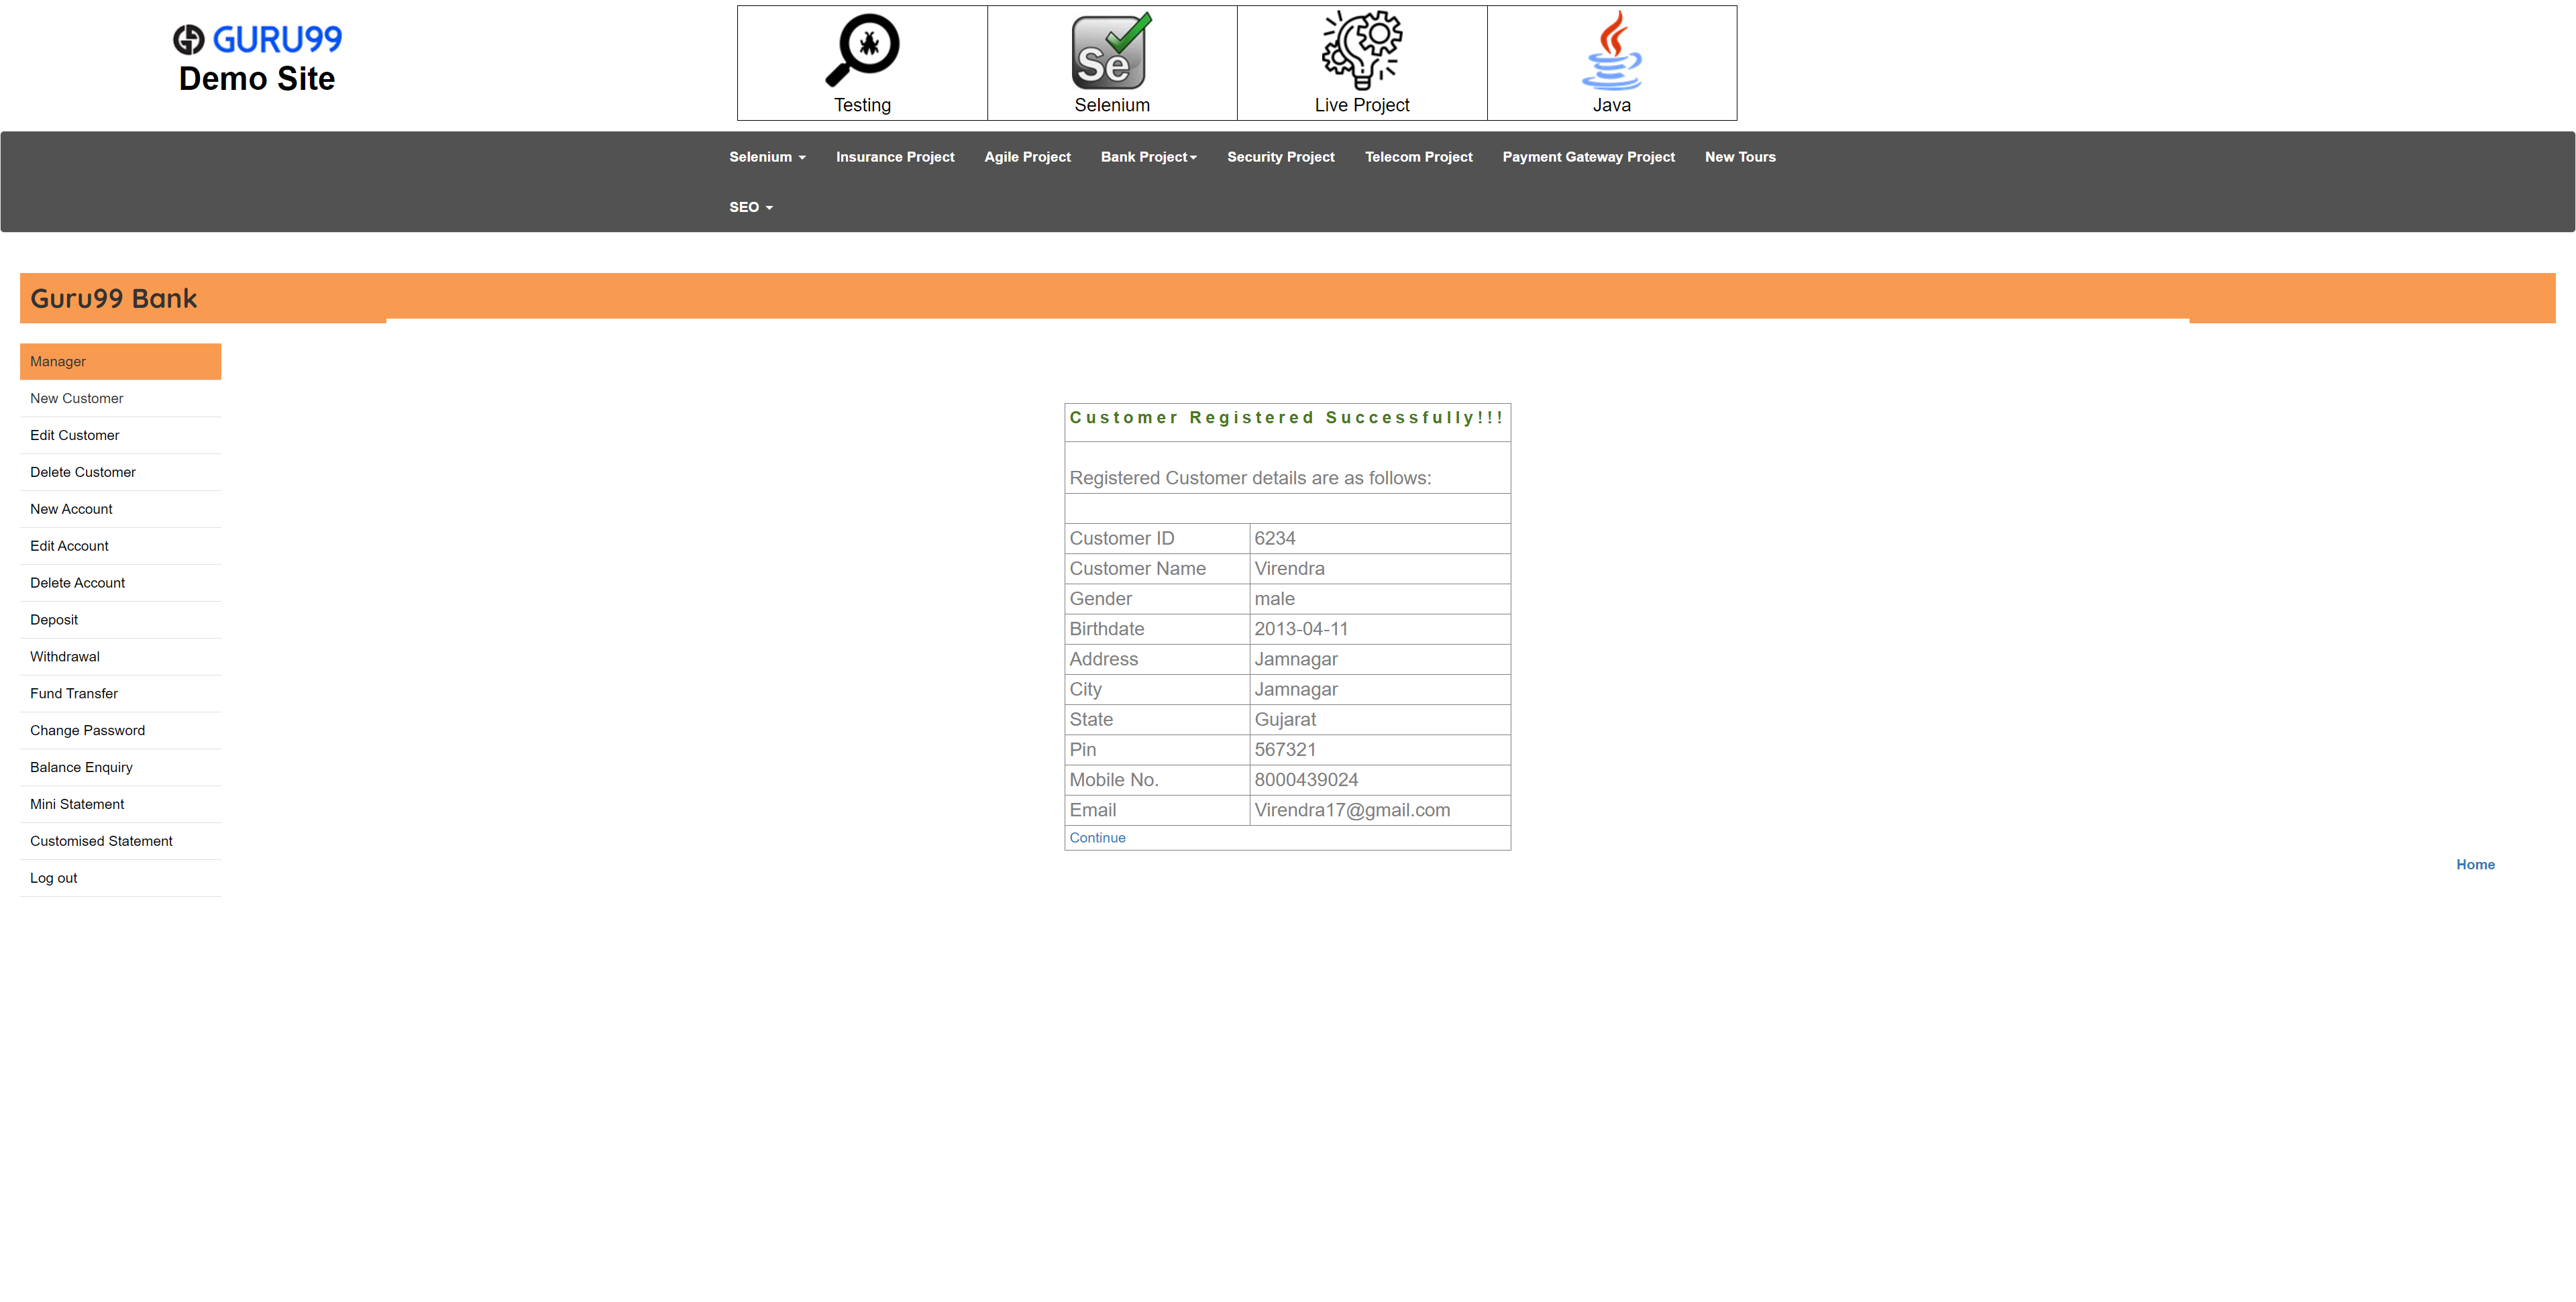 GURU99
Demo Site
Testing
Se
Selenium
Live Project
Java
Selenium Insurance Project Agile Project Bank Project Security Project Telecom Project Payment Gateway Project New Tours
SEO
Guru99 Bank
Manager
New Customer
Edit Customer
Delete Customer
New Account
Edit Account
Delete Account
Deposit
Withdrawal
Fund Transfer
Change Password
Balance Enquiry
Mini Statement
Customised Statement
Log out
Customer Registered Successfully!!!
Registered Customer details are as follows:
Customer ID 6234
Customer Name Virendra
Gender male
Birthdate 2013-04-11
Address Jamnagar
City Jamnagar
State Gujarat
Pin 567321
Mobile No. 8000439024
Email Virendra17@gmail.com
Continue
Home